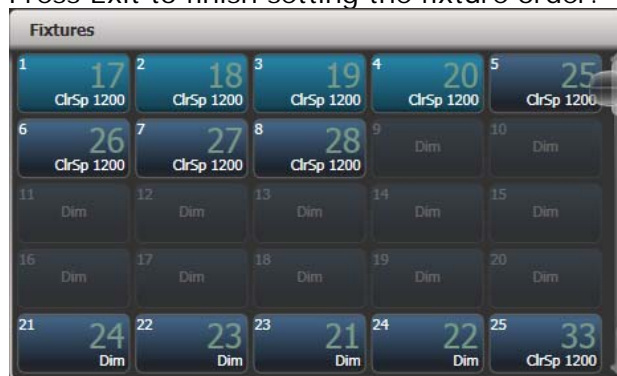 Press Exit to finish setting the fixture order.
Fixtures
1 17 2 18 3 19 4 20 5 25
ClrSp 1200 ClrSp 1200 ClrSp 1200 ClrSp 1200 ClrSp 1200
6 26 7 27 8 28 9 10
ClrSp 1200 ClrSp 1200 ClrSp 1200 Dim Dim
11 12 13 14 15
Dim Dim Dim Dim Dim
16 17 18 19 20
Dim Dim Dim Dim Dim
21 24 22 23 23 21 24 22 25 33
Dim Dim Dim Dim ClrSp 1200